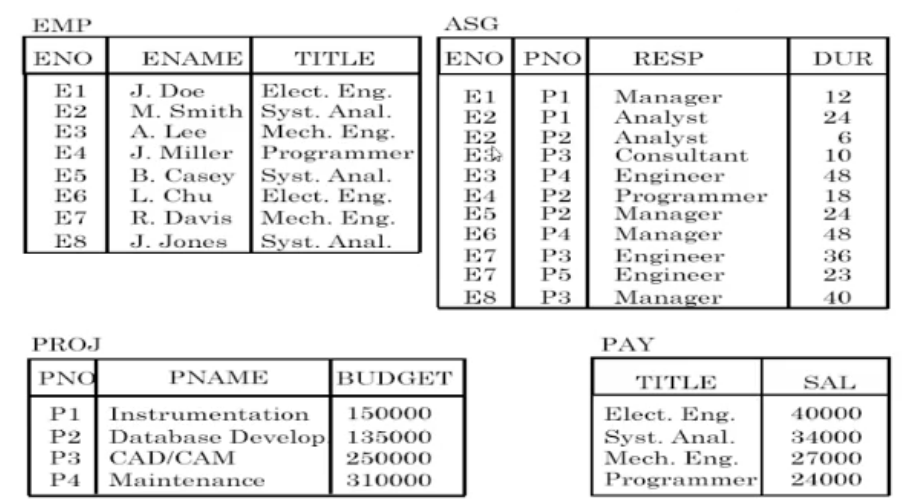 EMP
ENO ENAME TITLE
E1 J. Doe Elect. Eng.
E2 M. Smith Syst. Anal.
E3 A. Lee Mech. Eng.
E4 J. Miller Programmer
E5 B. Casey Syst. Anal.
E6 L. Chu Elect. Eng.
E7 R. Davis Mech. Eng.
E8 J. Jones Syst. Anal.
ASG
ENO PNO RESP DUR
E1 P1 Manager 12
E2 P1 Analyst 24
E2 P2 Analyst 6
E3 P3 Consultant 10
E3 P4 Engineer 48
E4 P2 Programmer 18
E5 P2 Manager 24
E6 P4 Manager 48
E7 P3 Engineer 36
E7 P5 Engineer 23
E8 P3 Manager 40
PROJ
PNO PNAME BUDGET
P1 Instrumentation 150000
P2 Database Develop 135000
P3 CAD/CAM 250000
P4 Maintenance 310000
PAY
TITLE SAL
Elect. Eng. 40000
Syst. Anal. 34000
Mech. Eng. 27000
Programmer 24000